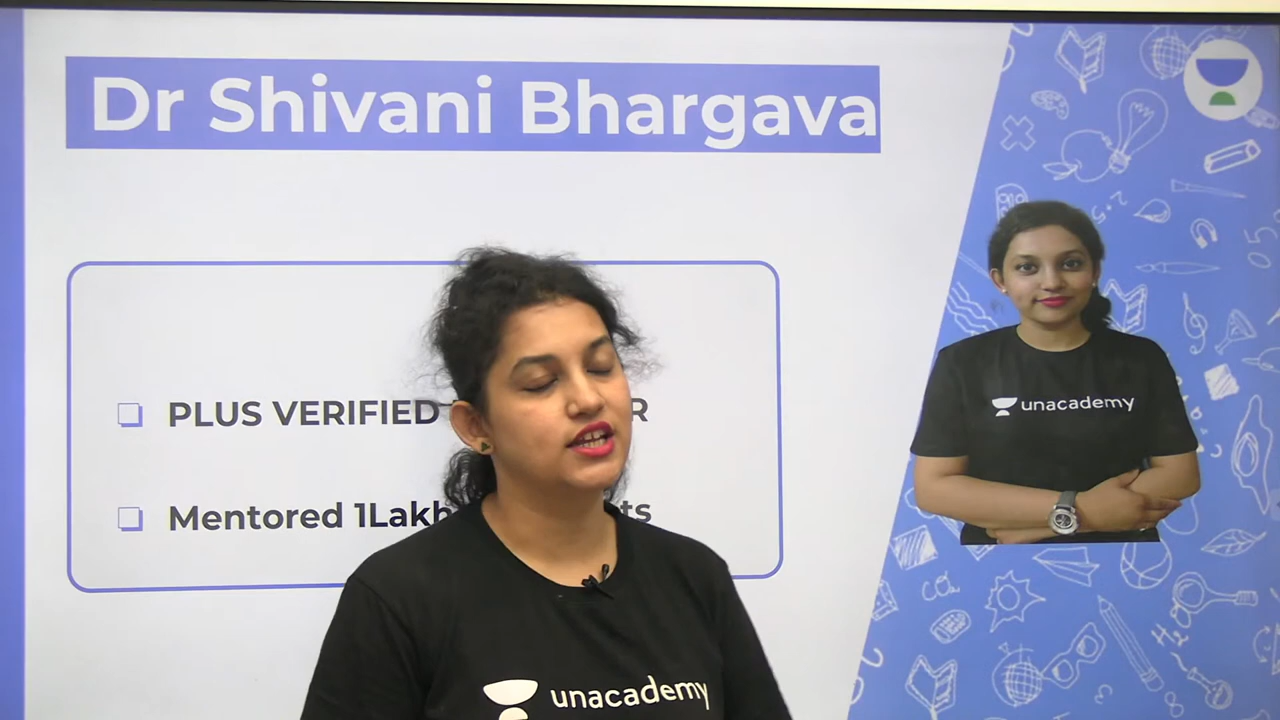 Dr Shivani Bhargava
PLUS VERIFIED
Mentored 1Lakh
unacademy
unacademy